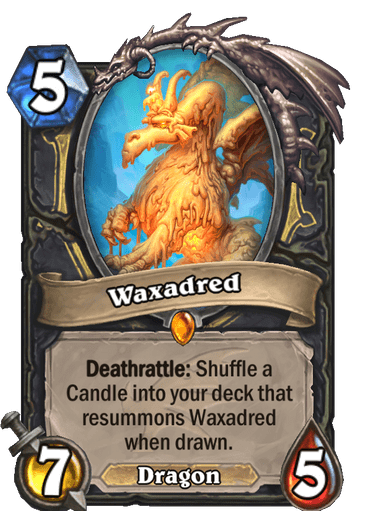 5
Waxadred
Deathrattle: Shuffle a
Candle into your deck that
resummons Waxadred
when drawn.
7
Dragon
5